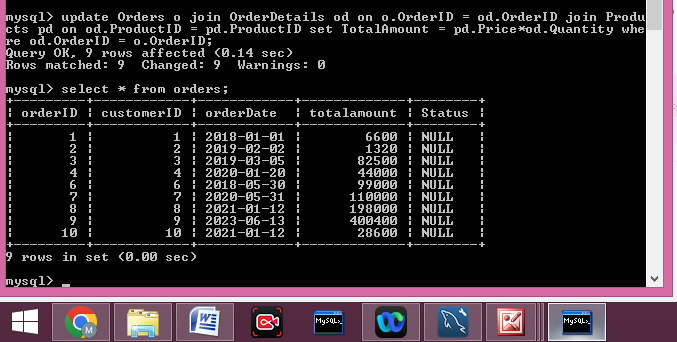 mysql> update Orders o join OrderDetails od on o.OrderID = od.OrderID join Produ
cts pd on od.ProductID = pd.ProductID set TotalAmount = pd.Price*od.Quantity whe
re od.OrderID = o.OrderID;
Query OK, 9 rows affected (0.14 sec)
Rows matched: 9  Changed: 9  Warnings: 0
mysql> select * from orders;
+---------+------------+------------+-------------+--------+
| orderID | customerID | orderDate  | totalamount | Status |
+---------+------------+------------+-------------+--------+
|       1 |          1 | 2018-01-01 |        6600 | NULL   |
|       2 |          2 | 2019-02-02 |        1320 | NULL   |
|       3 |          3 | 2019-03-05 |       82500 | NULL   |
|       4 |          4 | 2020-01-20 |       44000 | NULL   |
|       6 |          6 | 2018-05-30 |       99000 | NULL   |
|       7 |          7 | 2020-05-31 |      110000 | NULL   |
|       8 |          8 | 2021-01-12 |      198000 | NULL   |
|       9 |          9 | 2023-06-13 |      400400 | NULL   |
|      10 |         10 | 2021-01-12 |       28600 | NULL   |
+---------+------------+------------+-------------+--------+
9 rows in set (0.00 sec)
mysql> _
M W MySQL MySQL